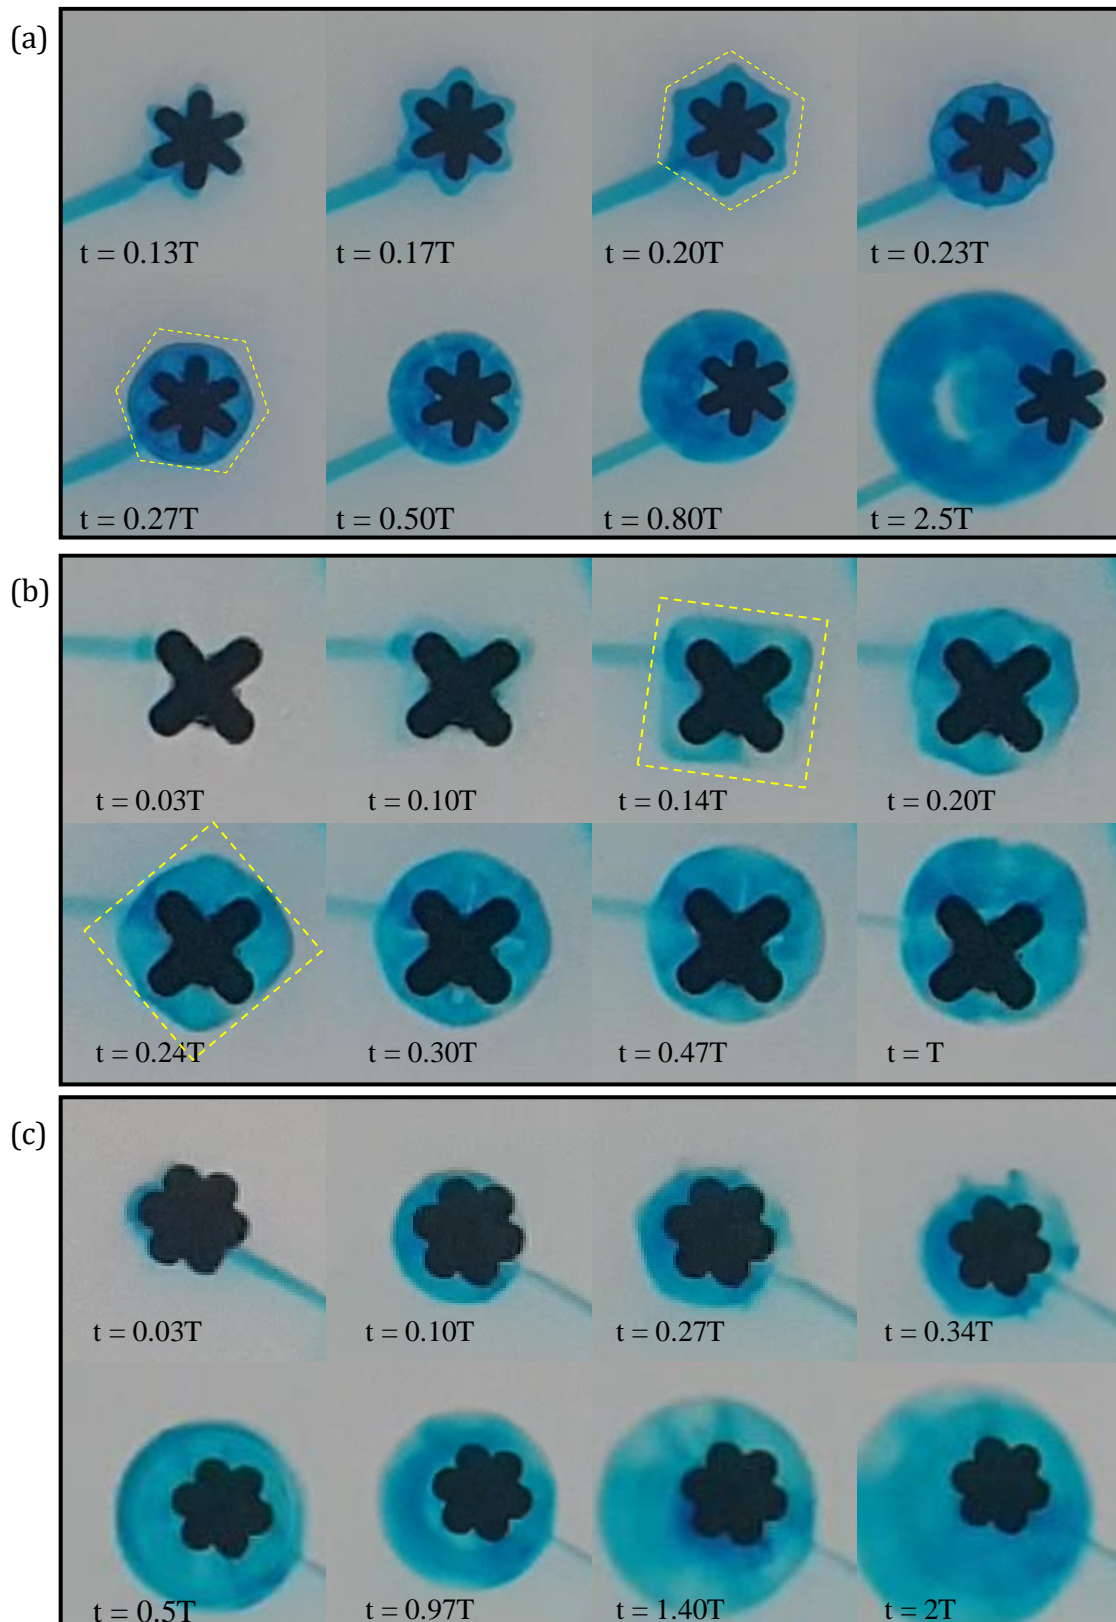 (a)
t = 0.13T
t = 0.17T
t = 0.20T
t = 0.23T
t = 0.27T
t = 0.50T
t = 0.80T
t = 2.5T
(b)
t = 0.03T
t = 0.10T
t = 0.14T
t = 0.20T
t = 0.24T
t = 0.30T
t = 0.47T
t = T
(c)
t = 0.03T
t = 0.10T
t = 0.27T
t = 0.34T
t = 0.5T
t = 0.97T
t = 1.40T
t = 2T